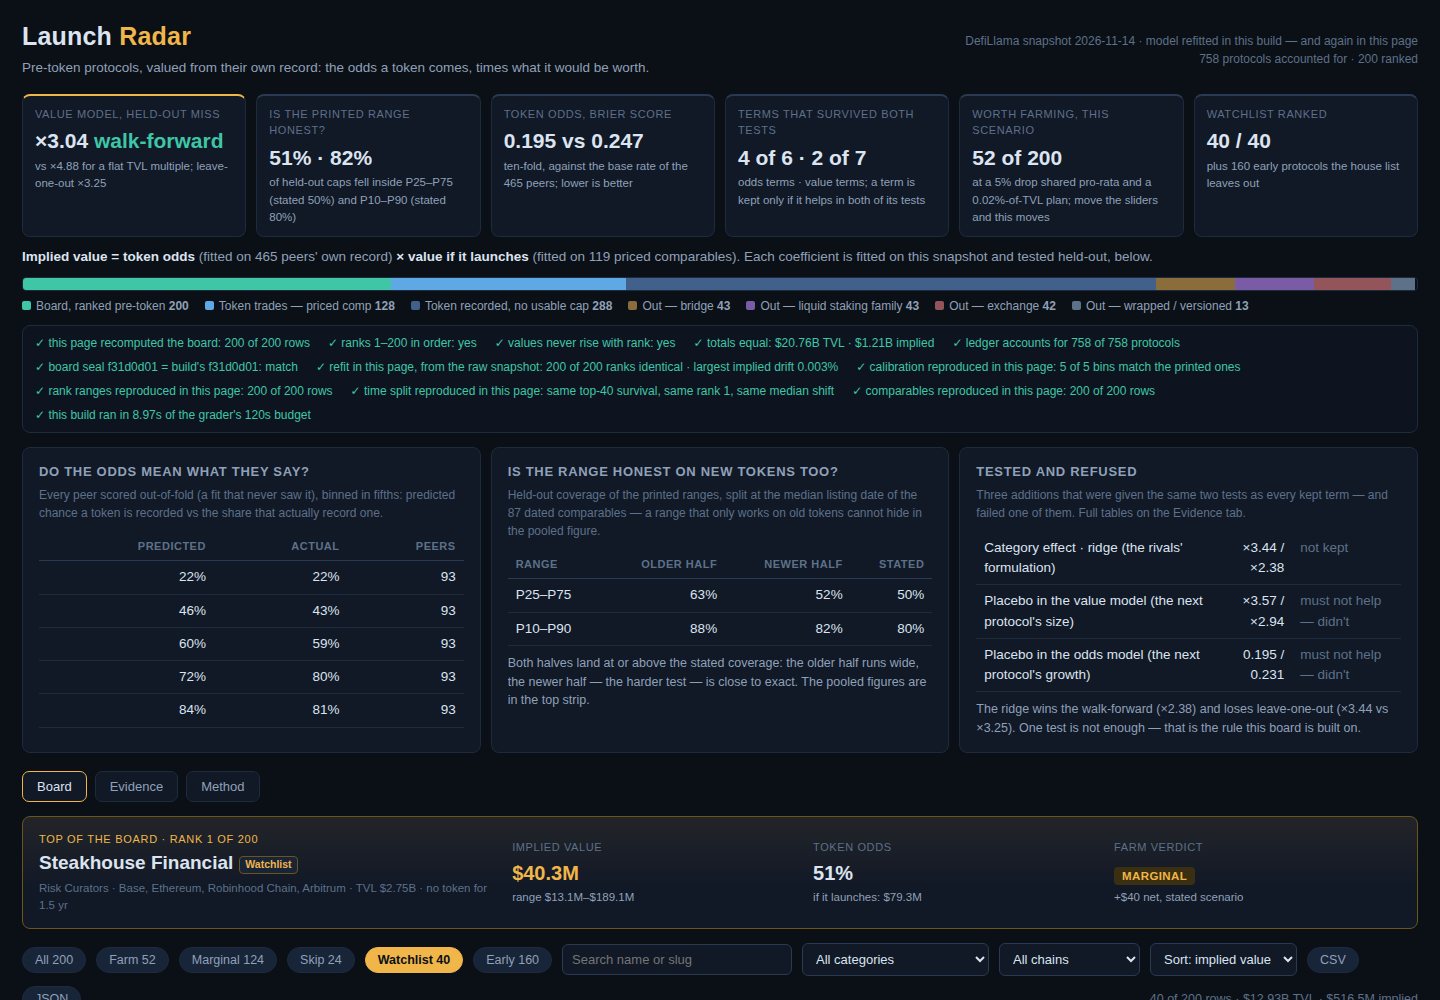 Launch Radar
DefiLlama snapshot 2026-11-14 · model refitted in this build — and again in this page
Pre-token protocols, valued from their own record: the odds a token comes, times what it would be worth.
758 protocols accounted for · 200 ranked
VALUE MODEL, HELD-OUT MISS
×3.04 walk-forward
vs ×4.88 for a flat TVL multiple; leave-
one-out ×3.25
IS THE PRINTED RANGE
HONEST?
51% · 82%
of held-out caps fell inside P25–P75
(stated 50%) and P10–P90 (stated
80%)
TOKEN ODDS, BRIER SCORE
0.195 vs 0.247
ten-fold, against the base rate of the
465 peers; lower is better
TERMS THAT SURVIVED BOTH
TESTS
4 of 6 · 2 of 7
odds terms · value terms; a term is
kept only if it helps in both of its tests
WORTH FARMING, THIS
SCENARIO
52 of 200
at a 5% drop shared pro-rata and a
0.02%-of-TVL plan; move the sliders
and this moves
WATCHLIST RANKED
40 / 40
plus 160 early protocols the house list
leaves out
Implied value = token odds (fitted on 465 peers' own record) × value if it launches (fitted on 119 priced comparables). Each coefficient is fitted on this snapshot and tested held-out, below.
Board, ranked pre-token 200 Token trades — priced comp 128 Token recorded, no usable cap 288 Out — bridge 43 Out — liquid staking family 43 Out — exchange 42 Out — wrapped / versioned 13
✓ this page recomputed the board: 200 of 200 rows ✓ ranks 1–200 in order: yes ✓ values never rise with rank: yes ✓ totals equal: $20.76B TVL · $1.21B implied ✓ ledger accounts for 758 of 758 protocols
✓ board seal f31d0d01 = build's f31d0d01: match ✓ refit in this page, from the raw snapshot: 200 of 200 ranks identical · largest implied drift 0.003% ✓ calibration reproduced in this page: 5 of 5 bins match the printed ones
✓ rank ranges reproduced in this page: 200 of 200 rows ✓ time split reproduced in this page: same top-40 survival, same rank 1, same median shift ✓ comparables reproduced in this page: 200 of 200 rows
✓ this build ran in 8.97s of the grader's 120s budget
DO THE ODDS MEAN WHAT THEY SAY?
Every peer scored out-of-fold (a fit that never saw it), binned in fifths: predicted
chance a token is recorded vs the share that actually record one.
PREDICTED ACTUAL PEERS
22% 22% 93
46% 43% 93
60% 59% 93
72% 80% 93
84% 81% 93
IS THE RANGE HONEST ON NEW TOKENS TOO?
Held-out coverage of the printed ranges, split at the median listing date of the
87 dated comparables — a range that only works on old tokens cannot hide in
the pooled figure.
RANGE OLDER HALF NEWER HALF STATED
P25–P75 63% 52% 50%
P10–P90 88% 82% 80%
Both halves land at or above the stated coverage: the older half runs wide,
the newer half — the harder test — is close to exact. The pooled figures are
in the top strip.
TESTED AND REFUSED
Three additions that were given the same two tests as every kept term — and
failed one of them. Full tables on the Evidence tab.
Category effect · ridge (the rivals' ×3.44 / not kept
formulation) ×2.38
Placebo in the value model (the next ×3.57 / must not help
protocol's size) ×2.94 — didn't
Placebo in the odds model (the next 0.195 / must not help
protocol's growth) 0.231 — didn't
The ridge wins the walk-forward (×2.38) and loses leave-one-out (×3.44 vs
×3.25). One test is not enough — that is the rule this board is built on.
Board Evidence Method
TOP OF THE BOARD · RANK 1 OF 200
Steakhouse Financial Watchlist
Risk Curators · Base, Ethereum, Robinhood Chain, Arbitrum · TVL $2.75B · no token for
1.5 yr
IMPLIED VALUE
$40.3M
range $13.1M–$189.1M
TOKEN ODDS
51%
if it launches: $79.3M
FARM VERDICT
MARGINAL
+$40 net, stated scenario
All 200 Farm 52 Marginal 124 Skip 24 Watchlist 40 Early 160 Search name or slug All categories All chains Sort: implied value CSV
JSON 40 of 200 rows · $12.93B TVL · $516.5M implied